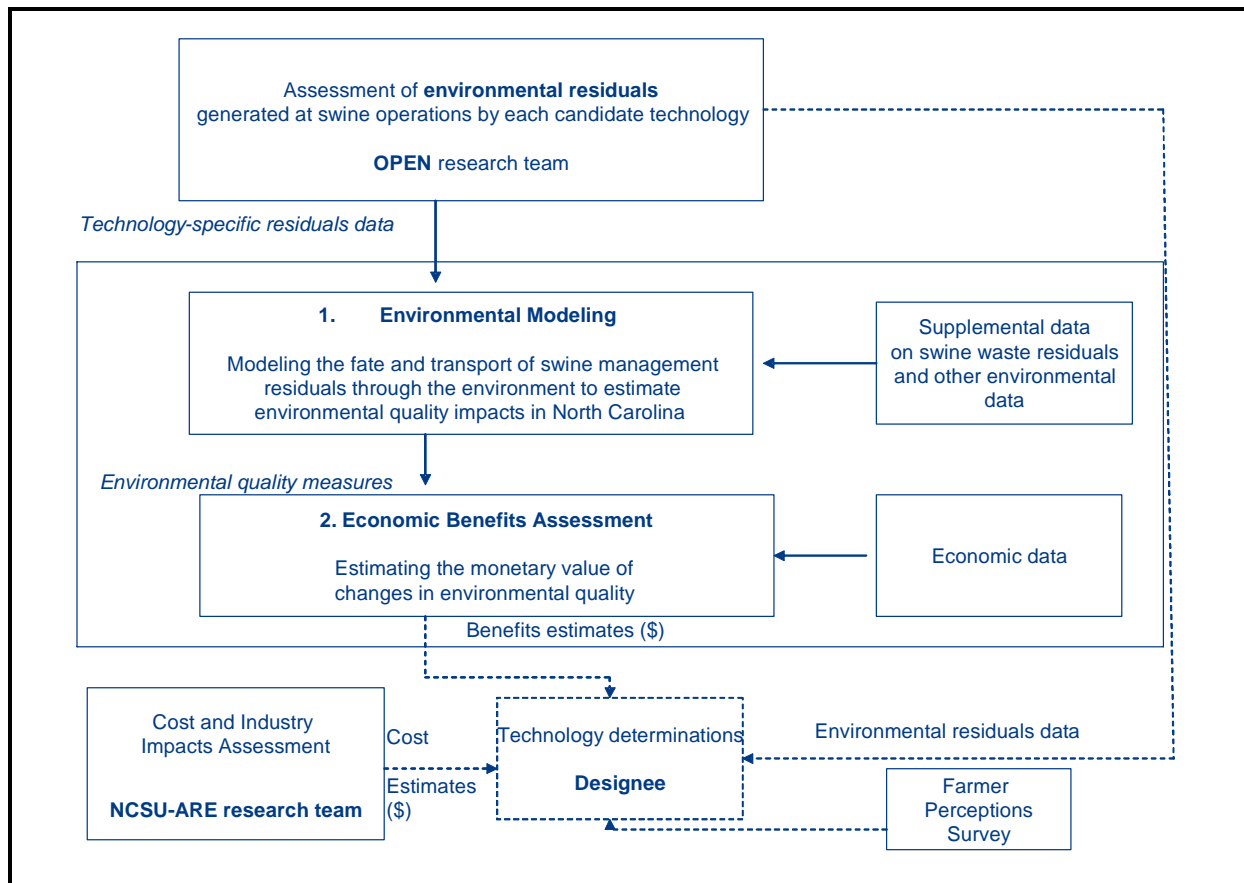 Assessment of environmental residuals
generated at swine operations by each candidate technology
OPEN research team
Technology-specific residuals data
1. Environmental Modeling
Modeling the fate and transport of swine management
residuals through the environment to estimate
environmental quality impacts in North Carolina
Supplemental data
on swine waste residuals
and other environmental
data
Environmental quality measures
2. Economic Benefits Assessment
Estimating the monetary value of
changes in environmental quality
Economic data
Benefits estimates ($)
Cost and Industry
Impacts Assessment
NCSU-ARE research team
Cost
Estimates
($)
Technology determinations
Designee
Environmental residuals data
Farmer
Perceptions
Survey